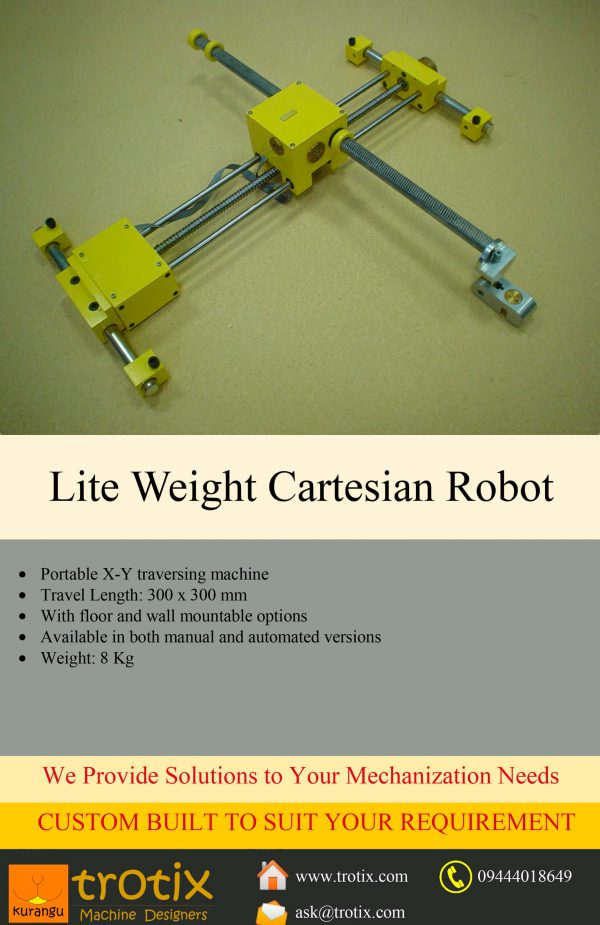 Lite Weight Cartesian Robot
• Portable X-Y traversing machine
• Travel Length: 300 x 300 mm
• With floor and wall mountable options
• Available in both manual and automated versions
• Weight: 8 Kg
We Provide Solutions to Your Mechanization Needs
CUSTOM BUILT TO SUIT YOUR REQUIREMENT
kurangu
trotix
Machine Designers
www.trotix.com
09444018649
ask@trotix.com